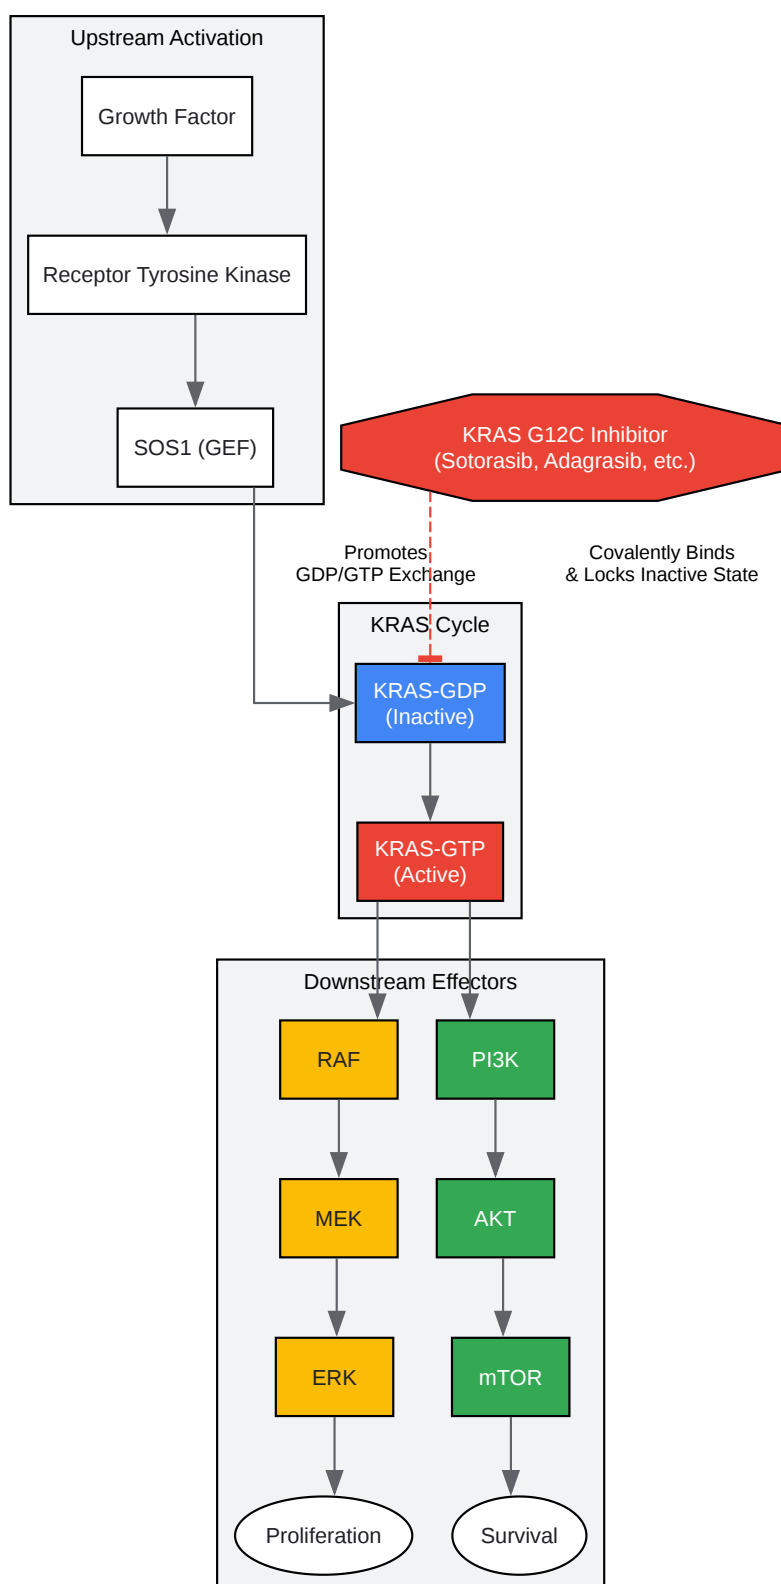 Upstream Activation
Growth Factor
Receptor Tyrosine Kinase
SOS1 (GEF)
KRAS G12C Inhibitor
(Sotorasib, Adagrasib, etc.)
Promotes
GDP/GTP Exchange
Covalently Binds
& Locks Inactive State
KRAS Cycle
KRAS-GDP
(Inactive)
KRAS-GTP
(Active)
Downstream Effectors
RAF
PI3K
MEK
AKT
ERK
mTOR
Proliferation
Survival